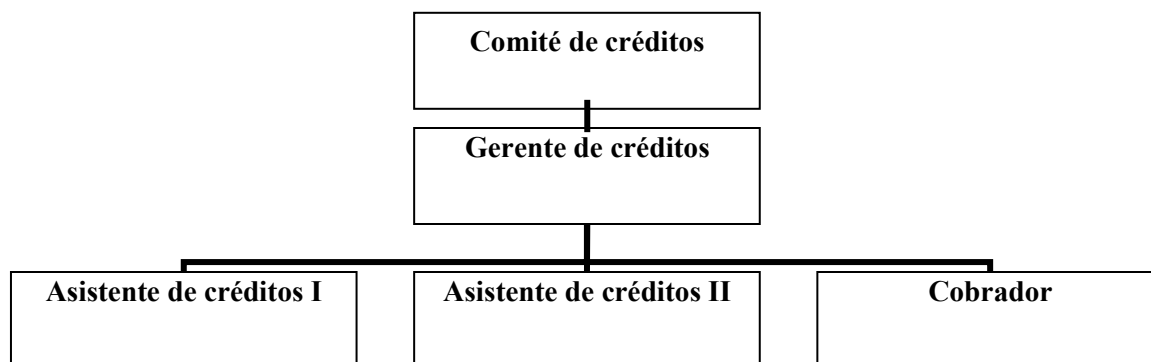 Comité de créditos
Gerente de créditos
Asistente de créditos I
Asistente de créditos II
Cobrador